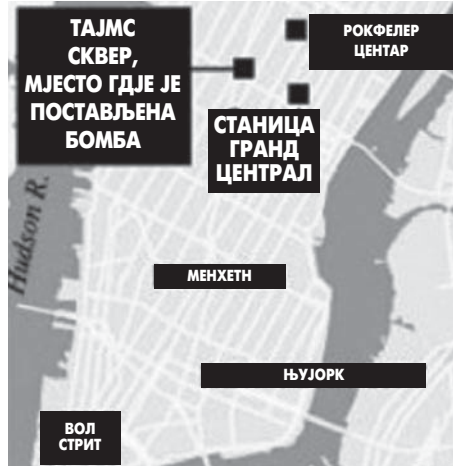 ТАЈМС
СКВЕР,
МЈЕСТО ГДЈЕ ЈЕ
ПОСТАВЉЕНА
БОМБА
РОКФЕЛЕР
ЦЕНТАР
СТАНИЦА
ГРАНД
ЦЕНТРАЛ
Hudson R.
МЕНХЕТН
ЊУЈОРК
ВОЛ
СТРИТ